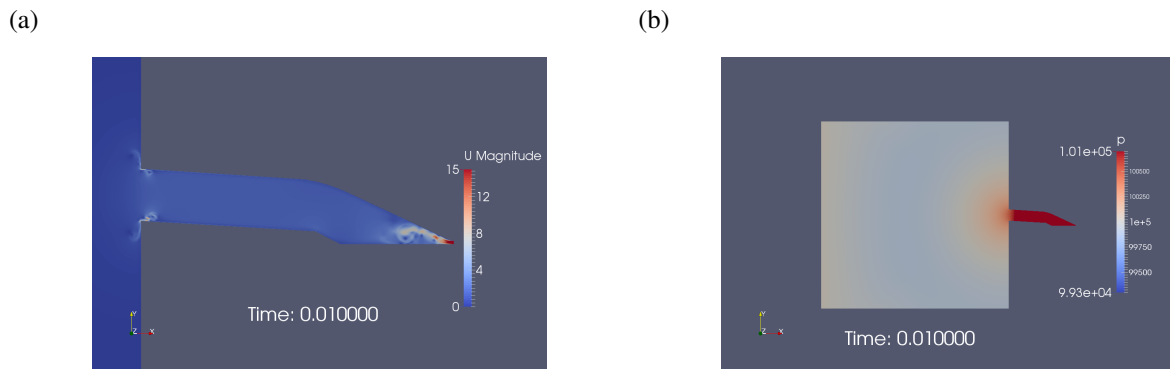 (a)
(b)
U Magnitude
15
12
8
4
0
Time: 0.010000
Y
Z X
p
1.01e+05
100500
100250
1e+5
99750
99500
9.93e+04
Time: 0.010000
Y
Z X